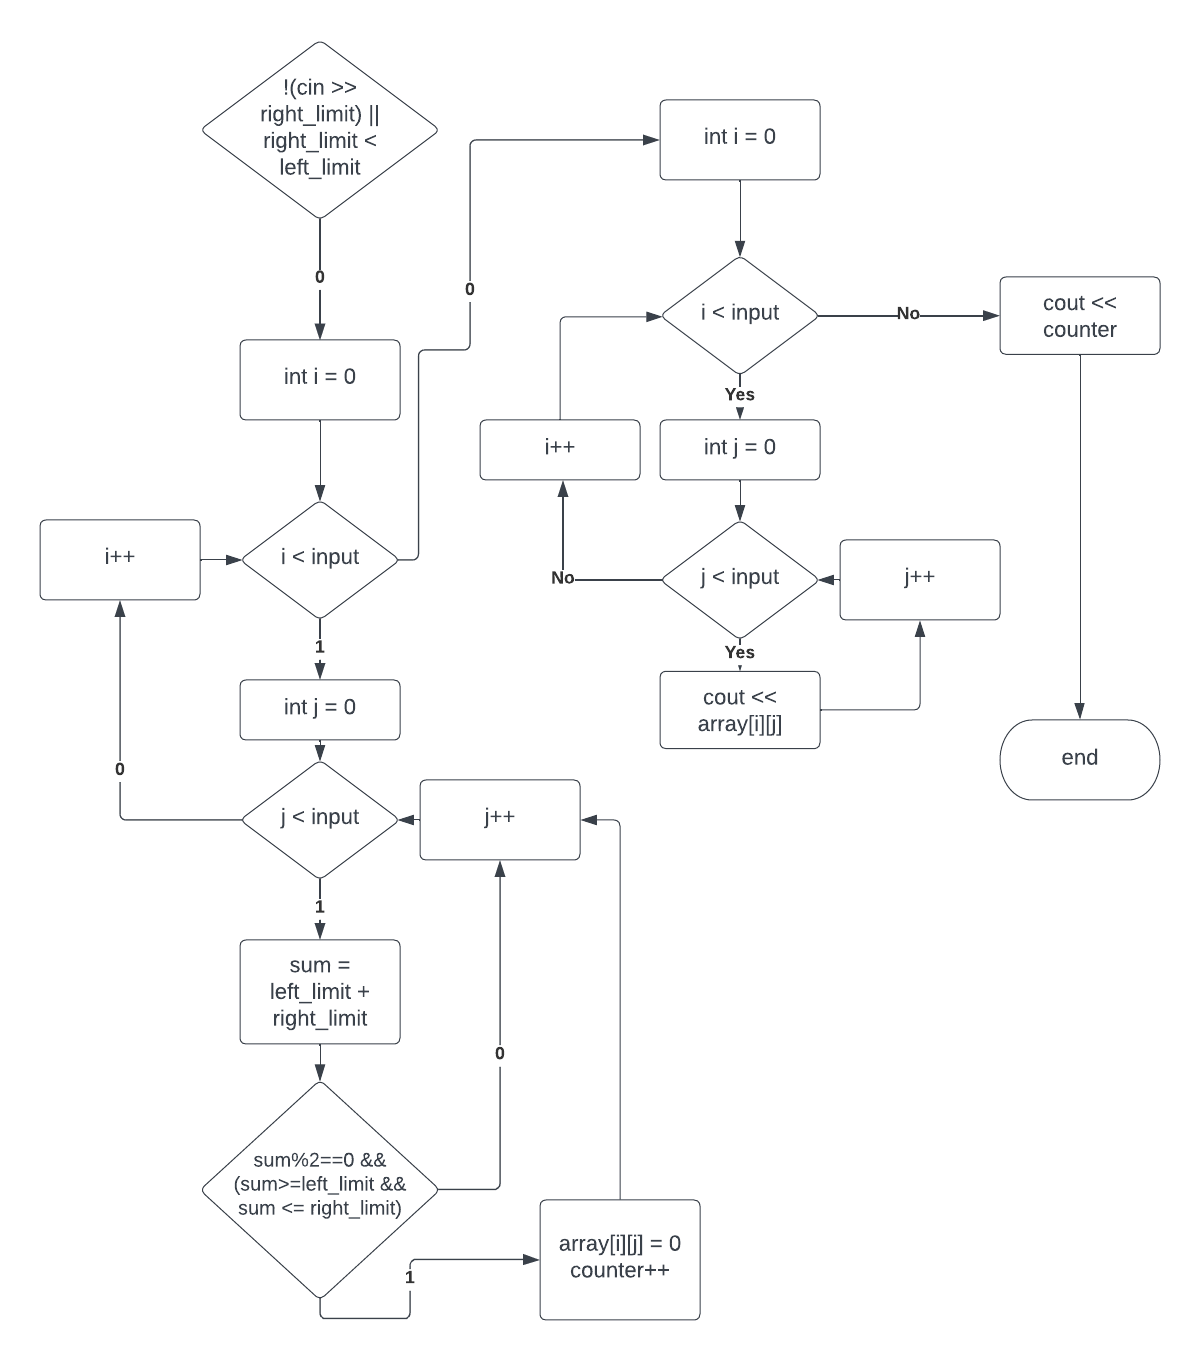 !(cin >>
right_limit) ||
right_limit <
left_limit
0
int i = 0
i < input
i++
1
int j = 0
j < input
0
j++
1
sum =
left_limit +
right_limit
0
sum%2==0 &&
(sum>=left_limit &&
sum <= right_limit)
1
array[i][j] = 0
counter++
0
int i = 0
i < input
No
cout <<
counter
Yes
i++
int j = 0
j < input
j++
No
Yes
cout <<
array[i][j]
end